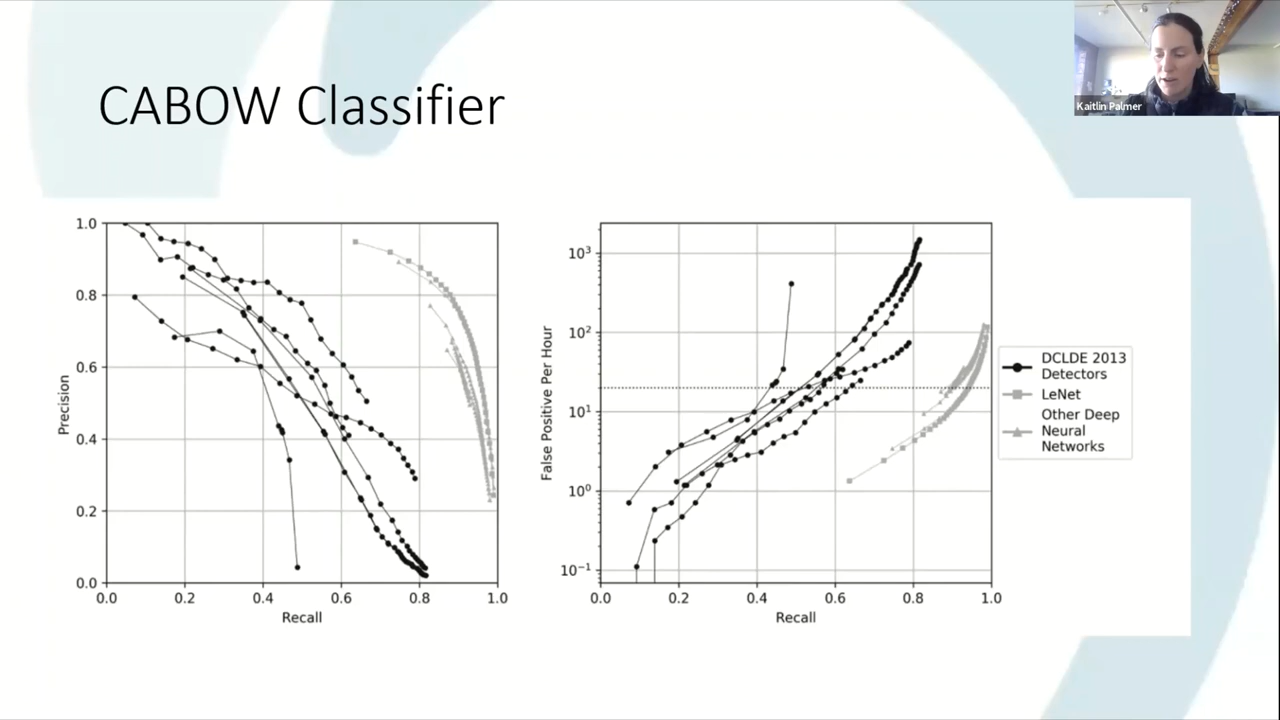 CABOW Classifier
Kaitlin Palmer
Precision
1.0
0.8
0.6
0.4
0.2
0.0
0.0 0.2 0.4 0.6 0.8 1.0
Recall
False Positive Per Hour
10³
10²
10¹
10⁰
10⁻¹
0.0 0.2 0.4 0.6 0.8 1.0
Recall
DCLDE 2013
Detectors
LeNet
Other Deep
Neural
Networks